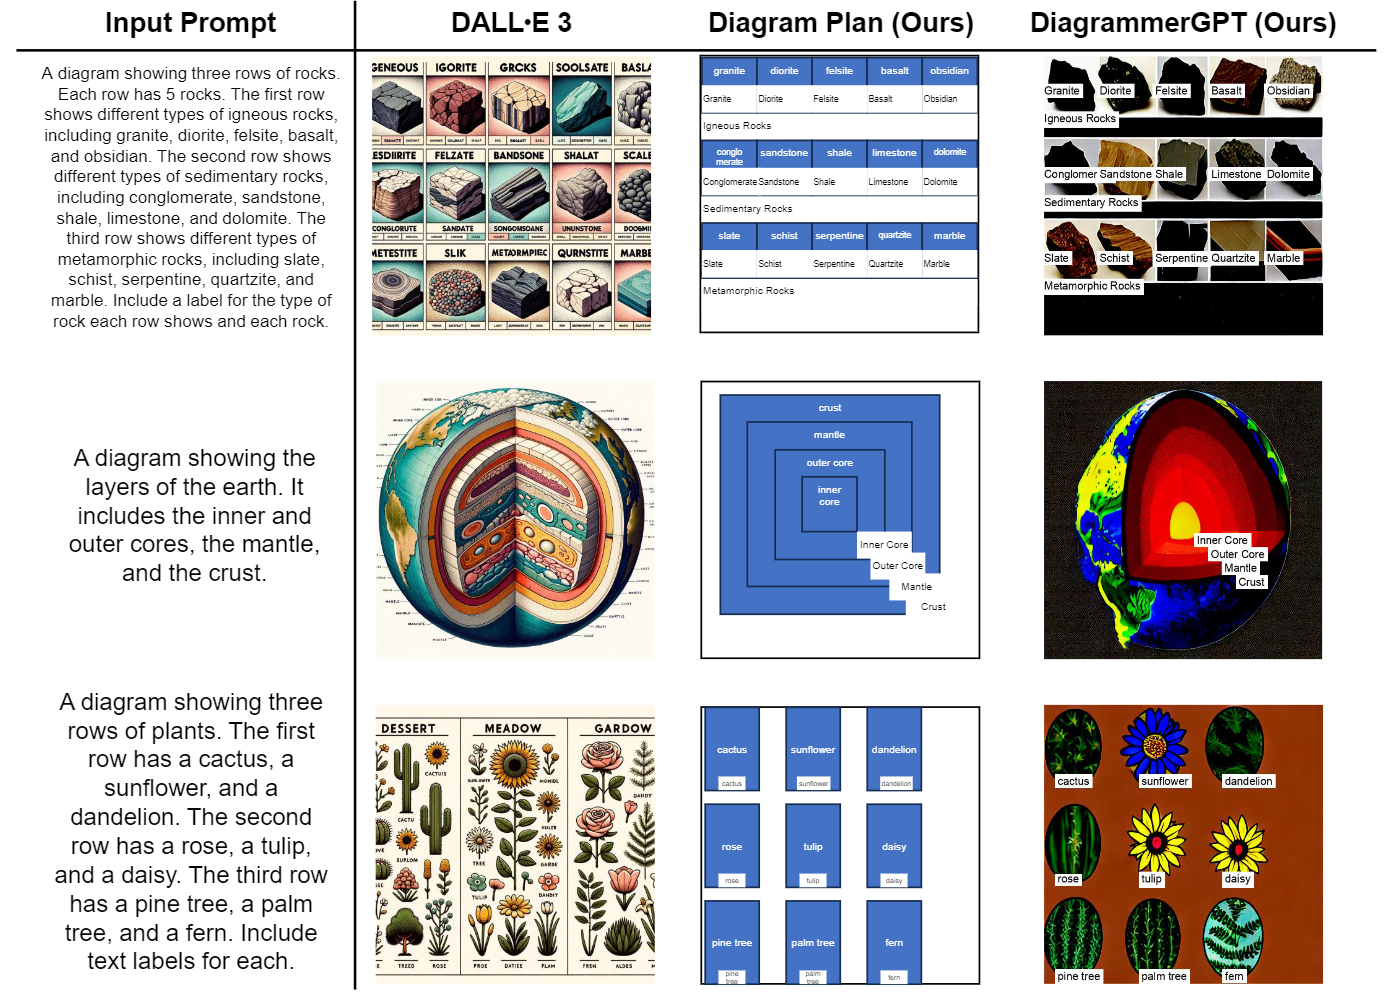 Input Prompt
DALL•E 3
Diagram Plan (Ours)
DiagrammerGPT (Ours)
A diagram showing three rows of rocks.
Each row has 5 rocks. The first row
shows different types of igneous rocks,
including granite, diorite, felsite, basalt,
and obsidian. The second row shows
different types of sedimentary rocks,
including conglomerate, sandstone,
shale, limestone, and dolomite. The
third row shows different types of
metamorphic rocks, including slate,
schist, serpentine, quartzite, and
marble. Include a label for the type of
rock each row shows and each rock.
GENEOUS IGORITE GRCKS SOOLSATE BASLA
ESDIIRITE FELZATE BANDSONE SHALAT SCALE
CONGLORUTE SANDATE SONGOMSOANE UNUNSTONE
METESTITE SLIK METAORMPIIEC QURNSTITE MARBE
granite diorite felsite basalt obsidian
Granite Diorite Felsite Basalt Obsidian
Igneous Rocks
conglo
merate sandstone shale limestone dolomite
Conglomerate Sandstone Shale Limestone Dolomite
Sedimentary Rocks
slate schist serpentine quartzite marble
Slate Schist Serpentine Quartzite Marble
Metamorphic Rocks
Granite Diorite Felsite Basalt Obsidian
Igneous Rocks
Conglomer Sandstone Shale Limestone Dolomite
Sedimentary Rocks
Slate Schist Serpentine Quartzite Marble
Metamorphic Rocks
A diagram showing the
layers of the earth. It
includes the inner and
outer cores, the mantle,
and the crust.
crust
mantle
outer core
inner
core
Inner Core
Outer Core
Mantle
Crust
Inner Core
Outer Core
Mantle
Crust
A diagram showing three
rows of plants. The first
row has a cactus, a
sunflower, and a
dandelion. The second
row has a rose, a tulip,
and a daisy. The third row
has a pine tree, a palm
tree, and a fern. Include
text labels for each.
DESSERT MEADOW GARDOW
CACTUIS
CACTU
SUPLOM
TREE
GARDE
TULIP
DANDIY
TREED ROSE PROE DATIEE PLAM FREN ALDES
cactus sunflower dandelion
cactus sunflower dandelion
rose tulip daisy
rose tulip daisy
pine tree palm tree fern
pine
tree
palm
tree
fern
cactus sunflower dandelion
rose tulip daisy
pine tree palm tree fern